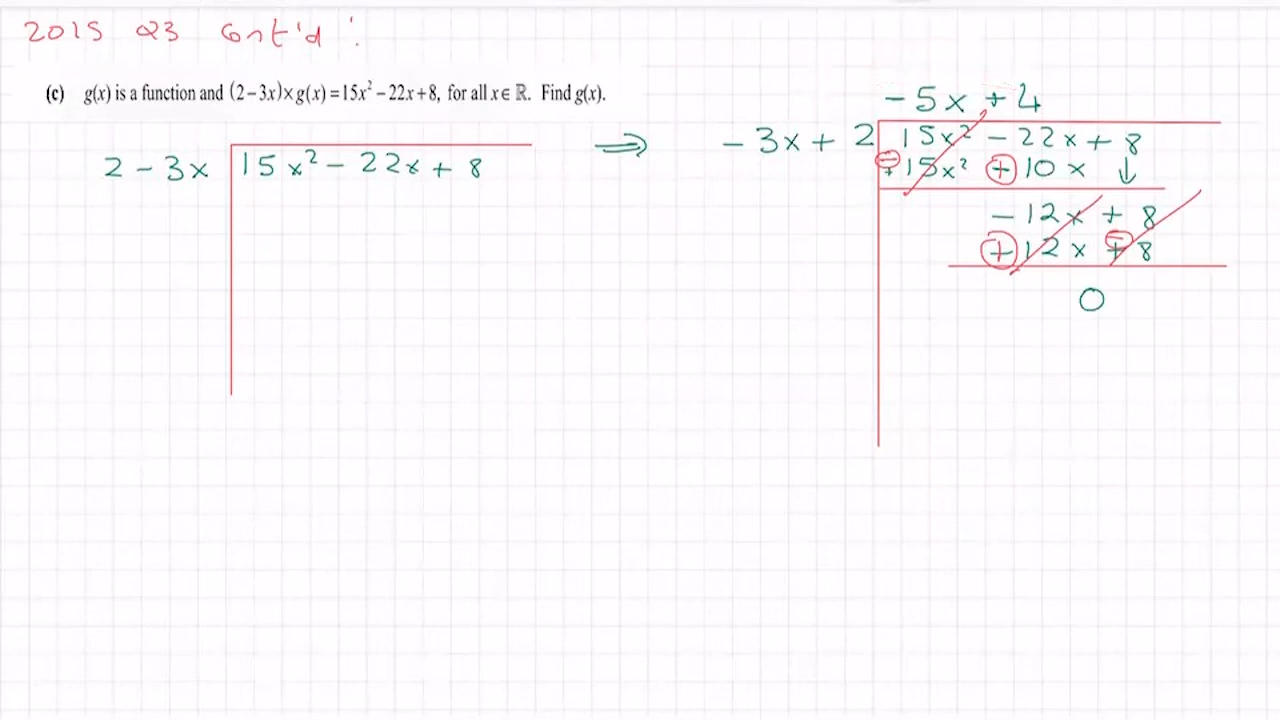 2015 Q3 Cont'd :
(c) g(x) is a function and (2−3x)×g(x)=15x²−22x+8, for all x∈ℝ. Find g(x).
2 − 3x 15x² − 22x + 8
⇒
−5x + 4
−3x + 2 15x² − 22x + 8
⊖ + 15x² ⊕ 10x ↓
−12x + 8
⊕ 12x ⊖ + 8
0